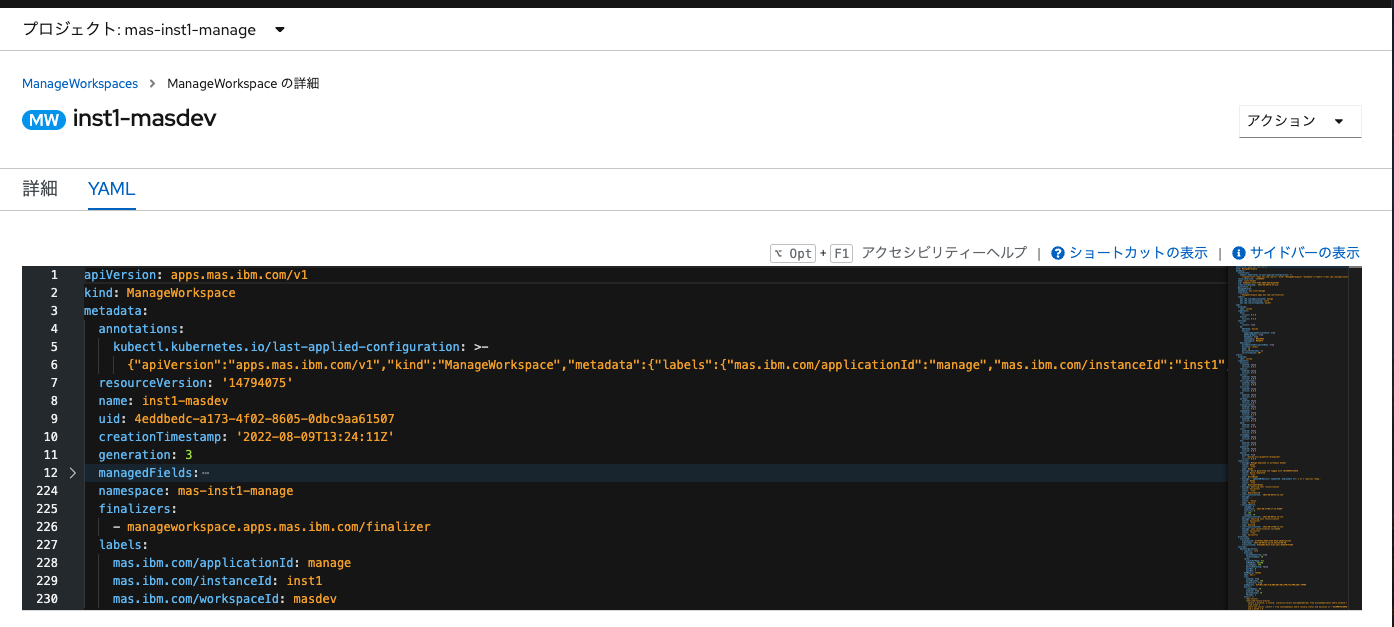 プロジェクト: mas-inst1-manage
ManageWorkspaces > ManageWorkspace の詳細
MW inst1-masdev
アクション
詳細 YAML
⌥ Opt + F1 アクセシビリティーヘルプ | ショートカットの表示 | サイドバーの表示
1 apiVersion: apps.mas.ibm.com/v1
2 kind: ManageWorkspace
3 metadata:
4 annotations:
5 kubectl.kubernetes.io/last-applied-configuration: >-
6 {"apiVersion":"apps.mas.ibm.com/v1","kind":"ManageWorkspace","metadata":{"labels":{"mas.ibm.com/applicationId":"manage","mas.ibm.com/instanceId":"inst1"
7 resourceVersion: '14794075'
8 name: inst1-masdev
9 uid: 4eddbedc-a173-4f02-8605-0dbc9aa61507
10 creationTimestamp: '2022-08-09T13:24:11Z'
11 generation: 3
12 > managedFields:⋯
224 namespace: mas-inst1-manage
225 finalizers:
226 - manageworkspace.apps.mas.ibm.com/finalizer
227 labels:
228 mas.ibm.com/applicationId: manage
229 mas.ibm.com/instanceId: inst1
230 mas.ibm.com/workspaceId: masdev